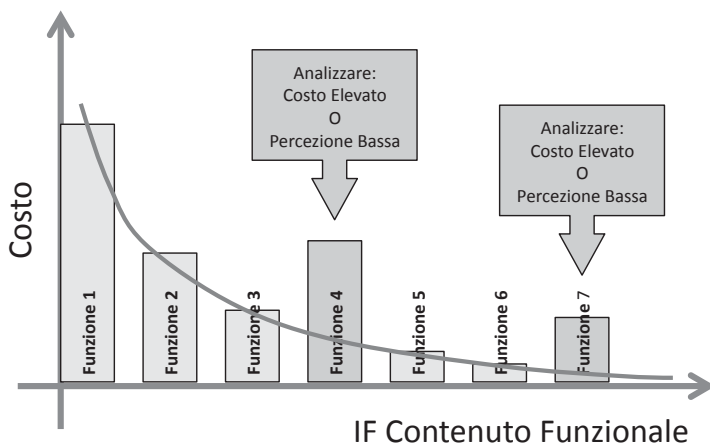 Analizzare:
Costo Elevato
O
Percezione Bassa
Analizzare:
Costo Elevato
O
Percezione Bassa
Costo
Funzione 1
Funzione 2
Funzione 3
Funzione 4
Funzione 5
Funzione 6
Funzione 7
IF Contenuto Funzionale